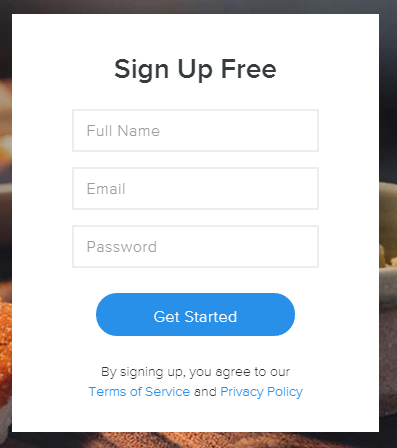 Sign Up Free
Full Name
Email
Password
Get Started
By signing up, you agree to our
Terms of Service and Privacy Policy